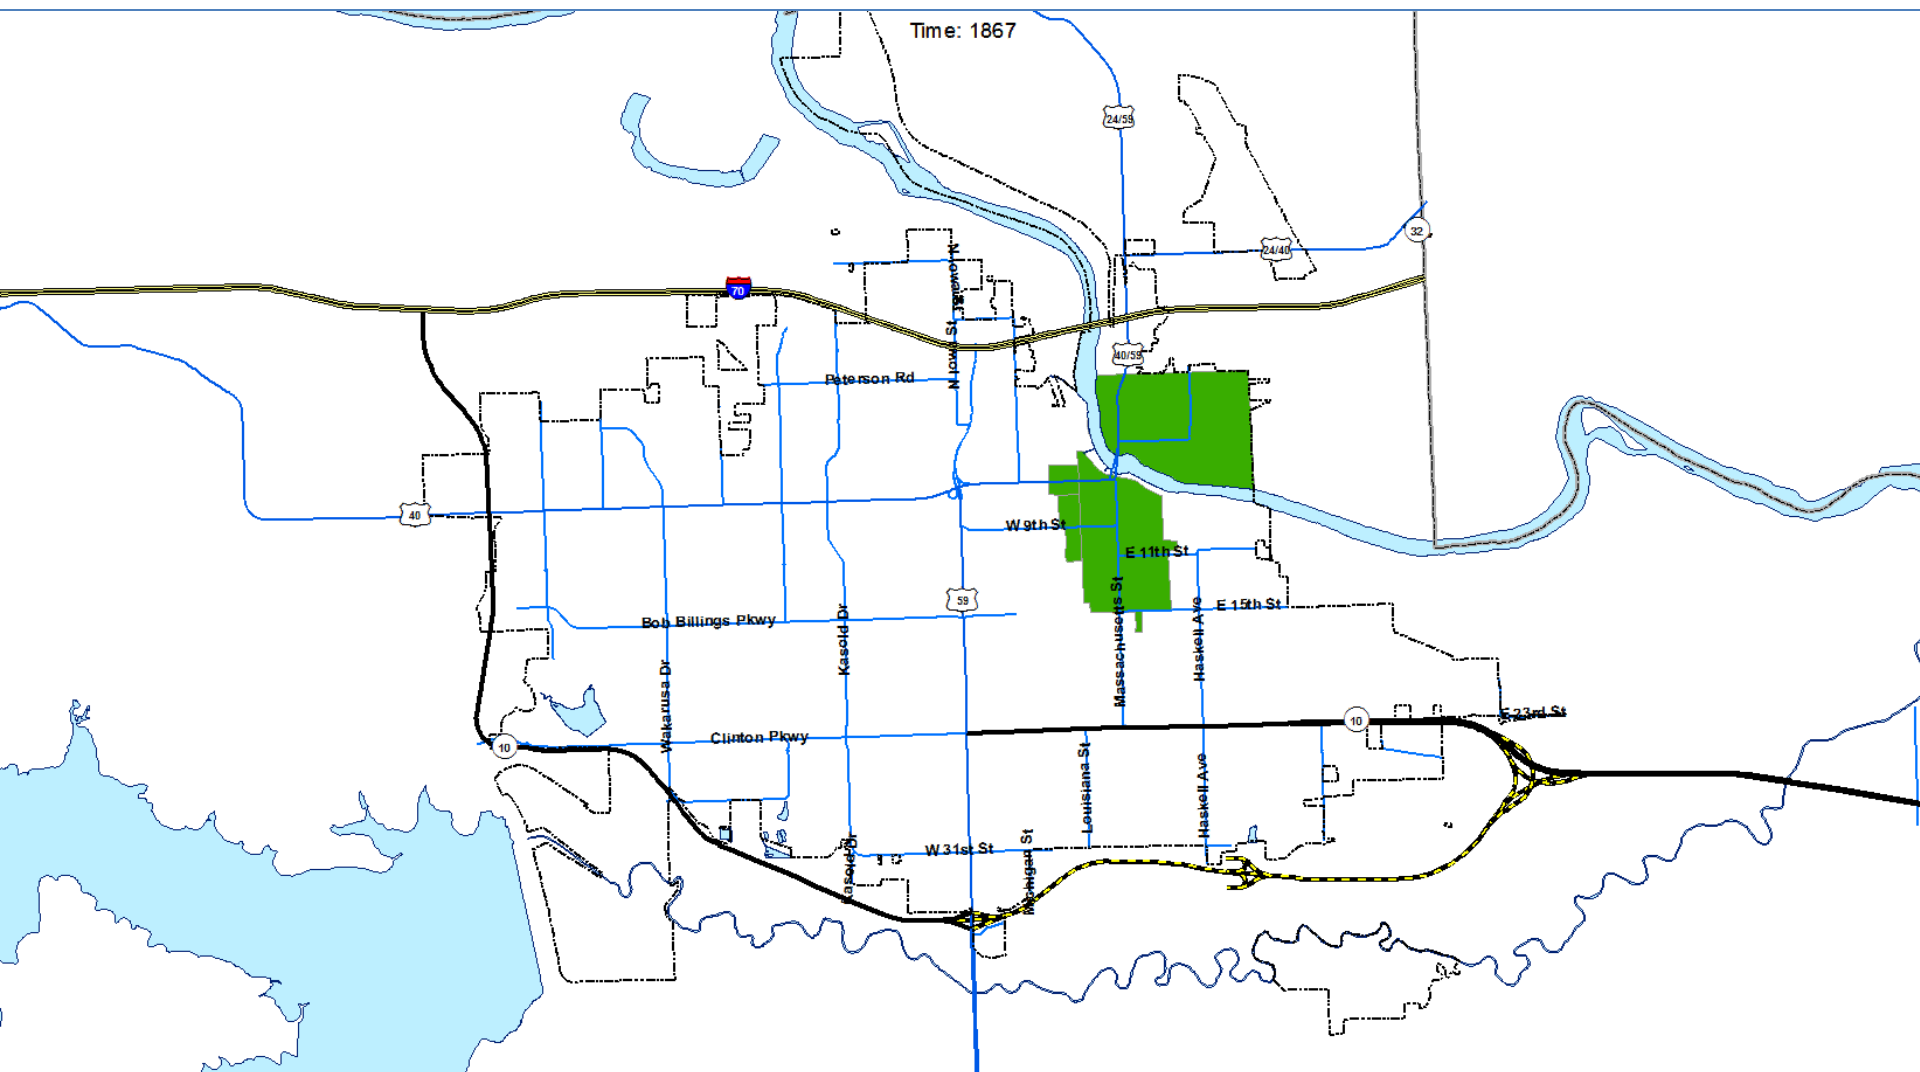 Time: 1867
24/59
32
24/40
N Iowa St
70
N Iowa St
40/59
Peterson Rd
40
W 9th St
E 11th St
59
E 15th St
Bob Billings Pkwy
Kasold Dr
Massachusetts St
Haskell Ave
Wakarusa Dr
E 23rd St
10
Clinton Pkwy
10
Louisiana St
Haskell Ave
W 31st St
Kasold Dr
Michigan St